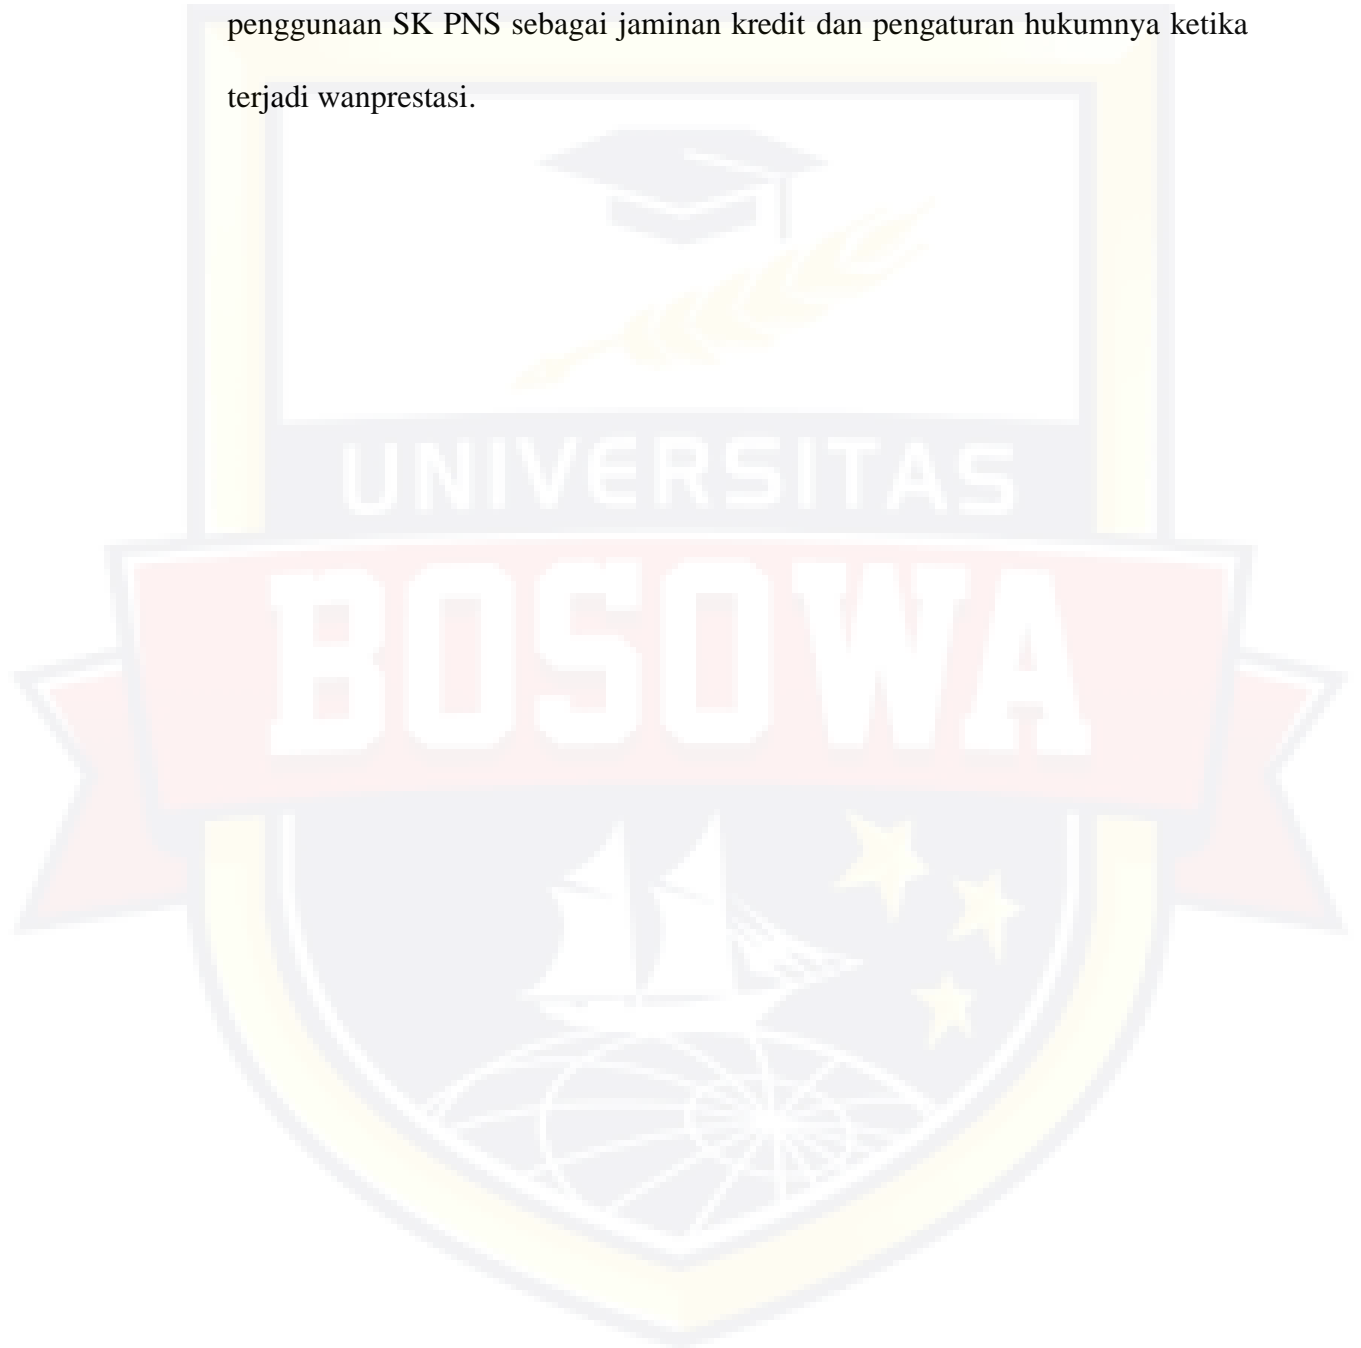 penggunaan SK PNS sebagai jaminan kredit dan pengaturan hukumnya ketika
terjadi wanprestasi.
UNIVERSITAS
BOSOWA